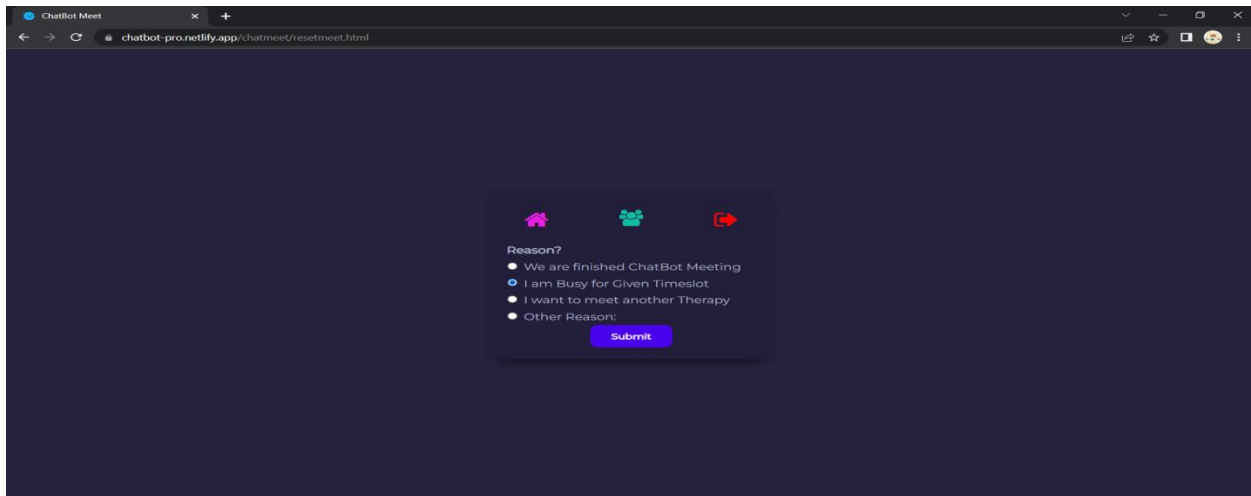 ChatBot Meet
chatbot-pro.netlify.app/chatmeet/resetmeet.html
Reason?
We are finished ChatBot Meeting
I am Busy for Given Timeslot
I want to meet another Therapy
Other Reason:
Submit